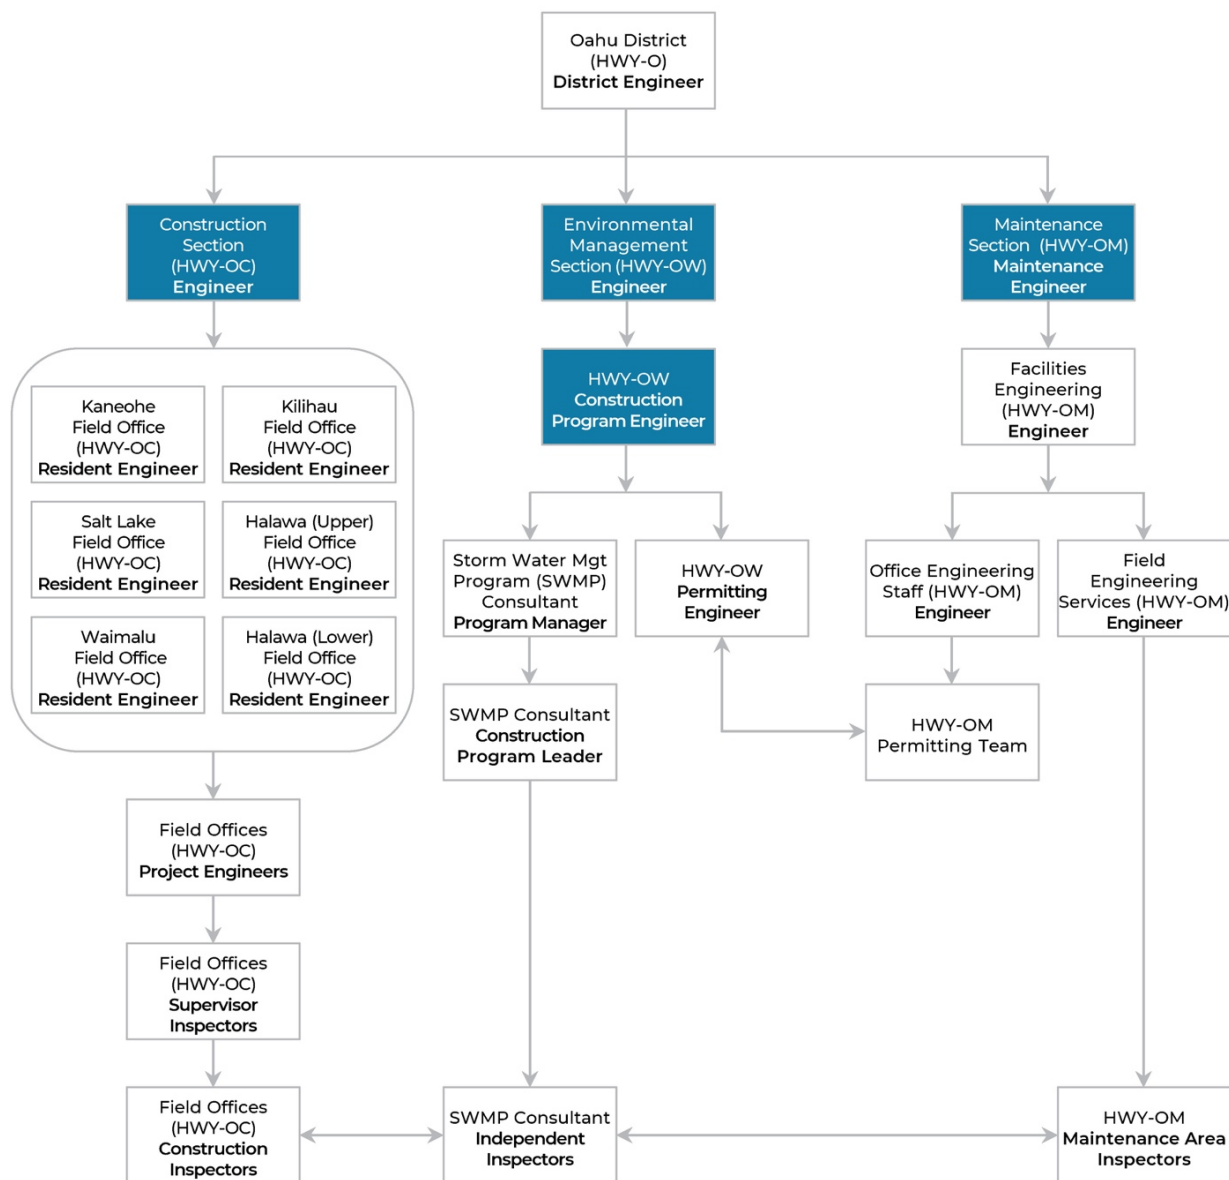 Oahu District
(HWY-O)
District Engineer
Construction
Section
(HWY-OC)
Engineer
Environmental
Management
Section (HWY-OW)
Engineer
Maintenance
Section (HWY-OM)
Maintenance
Engineer
HWY-OW
Construction
Program Engineer
Facilities
Engineering
(HWY-OM)
Engineer
Kaneohe
Field Office
(HWY-OC)
Resident Engineer
Kilihau
Field Office
(HWY-OC)
Resident Engineer
Salt Lake
Field Office
(HWY-OC)
Resident Engineer
Halawa (Upper)
Field Office
(HWY-OC)
Resident Engineer
Waimalu
Field Office
(HWY-OC)
Resident Engineer
Halawa (Lower)
Field Office
(HWY-OC)
Resident Engineer
Storm Water Mgt
Program (SWMP)
Consultant
Program Manager
HWY-OW
Permitting
Engineer
Office Engineering
Staff (HWY-OM)
Engineer
Field
Engineering
Services (HWY-OM)
Engineer
SWMP Consultant
Construction
Program Leader
HWY-OM
Permitting Team
Field Offices
(HWY-OC)
Project Engineers
Field Offices
(HWY-OC)
Supervisor
Inspectors
Field Offices
(HWY-OC)
Construction
Inspectors
SWMP Consultant
Independent
Inspectors
HWY-OM
Maintenance Area
Inspectors